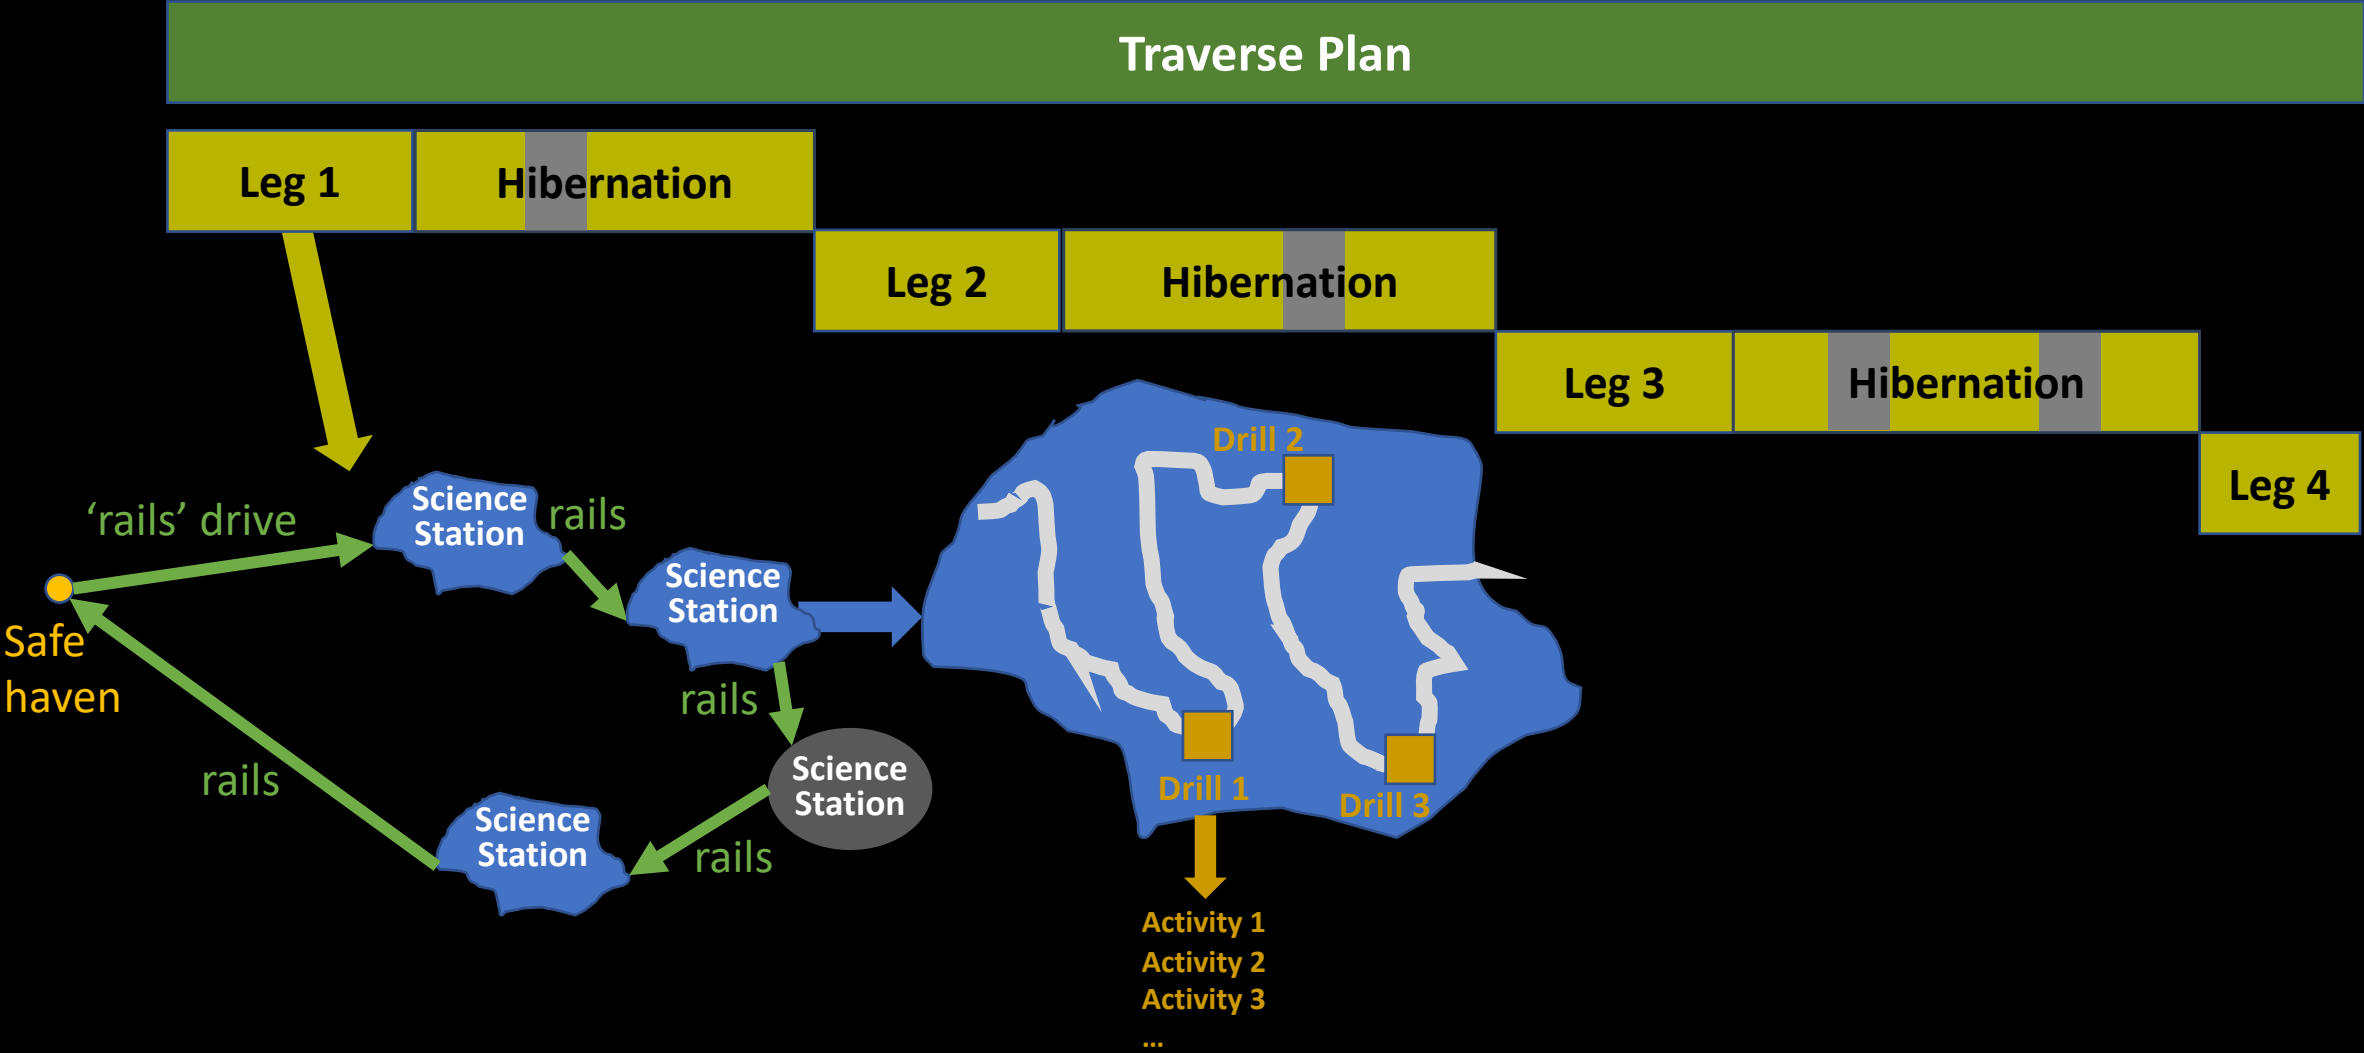 Traverse Plan
Leg 1
Hibernation
Leg 2
Hibernation
Leg 3
Hibernation
Leg 4
‘rails’ drive
Science
Station
rails
Science
Station
Safe
haven
rails
Science
Station
rails
Science
Station
rails
Drill 2
Drill 1
Drill 3
Activity 1
Activity 2
Activity 3
...